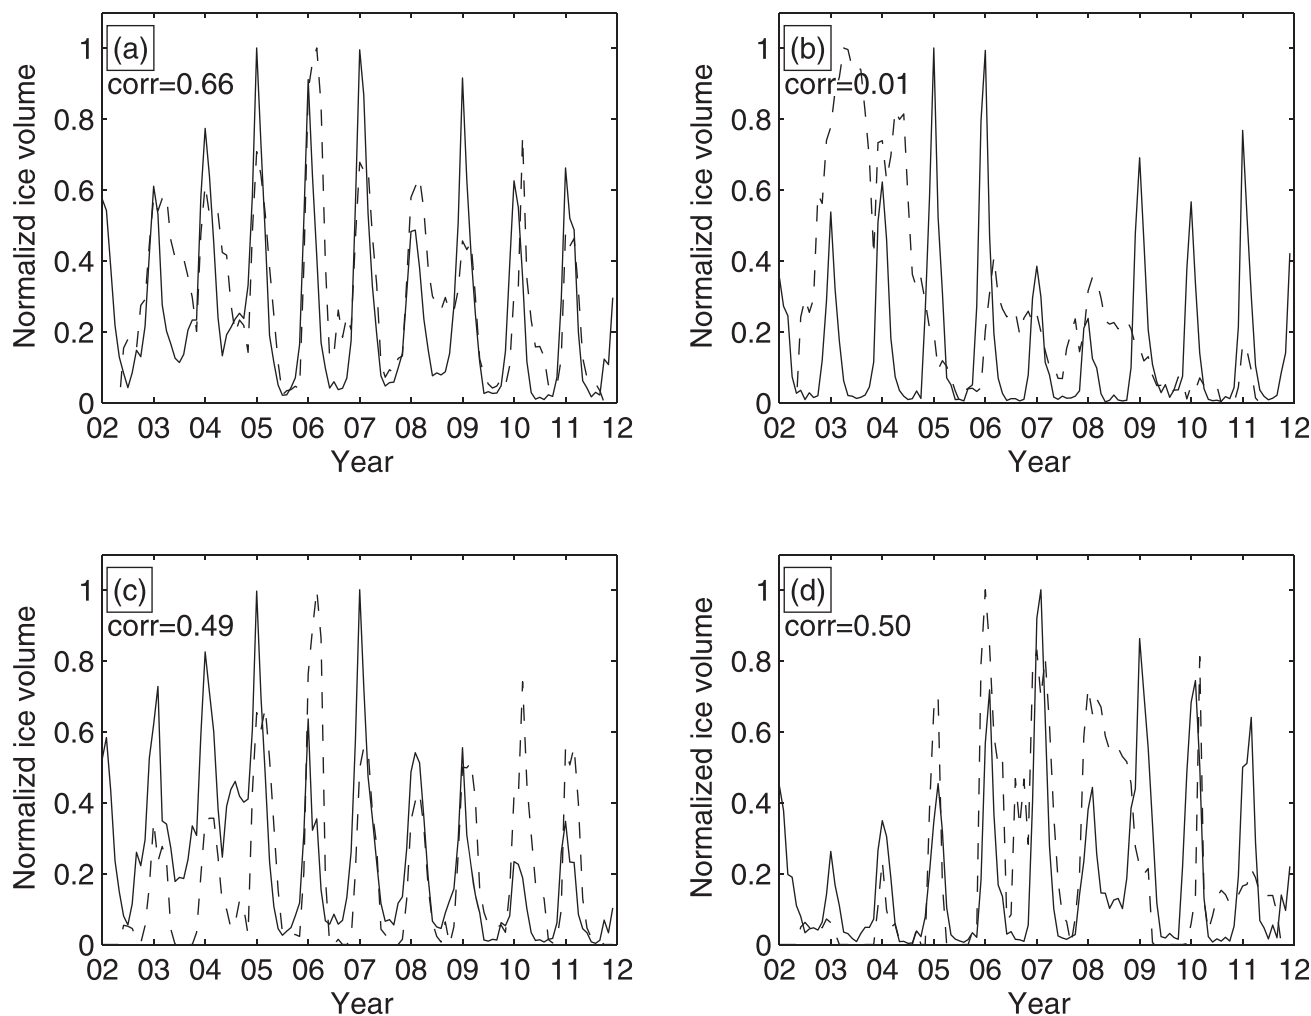 (a)
corr=0.66
Normalizd ice volume
1
0.8
0.6
0.4
0.2
0
02 03 04 05 06 07 08 09 10 11 12
Year
(b)
corr=0.01
Normalizd ice volume
1
0.8
0.6
0.4
0.2
0
02 03 04 05 06 07 08 09 10 11 12
Year
(c)
corr=0.49
Normalizd ice volume
1
0.8
0.6
0.4
0.2
0
02 03 04 05 06 07 08 09 10 11 12
Year
(d)
corr=0.50
Normalized ice volume
1
0.8
0.6
0.4
0.2
0
02 03 04 05 06 07 08 09 10 11 12
Year